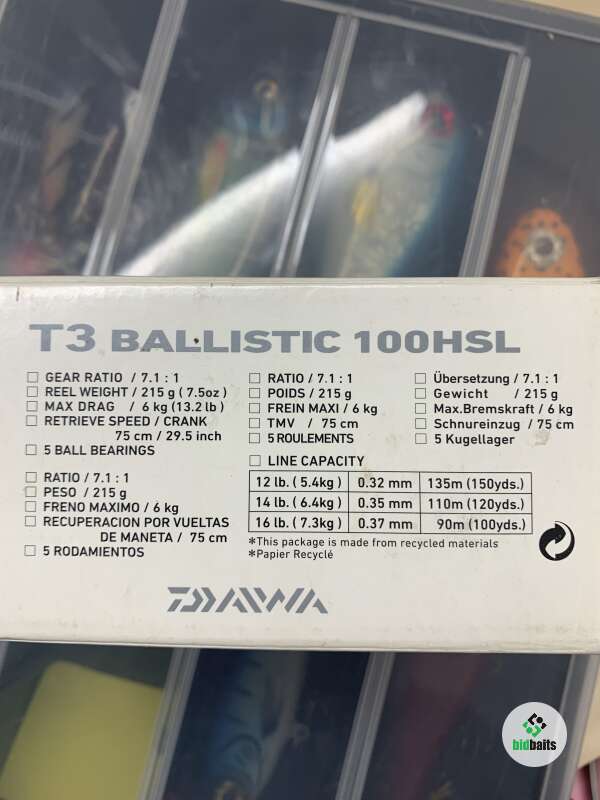 T3 BALLISTIC 100HSL
☐ GEAR RATIO / 7.1 : 1
☐ REEL WEIGHT / 215 g ( 7.5oz )
☐ MAX DRAG / 6 kg (13.2 lb )
☐ RETRIEVE SPEED / CRANK
75 cm / 29.5 inch
☐ 5 BALL BEARINGS
☐ RATIO / 7.1 : 1
☐ PESO / 215 g
☐ FRENO MAXIMO / 6 kg
☐ RECUPERACION POR VUELTAS
DE MANETA / 75 cm
☐ 5 RODAMIENTOS
☐ RATIO / 7.1 : 1
☐ POIDS / 215 g
☐ FREIN MAXI / 6 kg
☐ TMV / 75 cm
☐ 5 ROULEMENTS
☐ Übersetzung / 7.1 : 1
☐ Gewicht / 215 g
☐ Max.Bremskraft / 6 kg
☐ Schnureinzug / 75 cm
☐ 5 Kugellager
☐ LINE CAPACITY
12 lb. ( 5.4kg ) 0.32 mm 135m (150yds.)
14 lb. ( 6.4kg ) 0.35 mm 110m (120yds.)
16 lb. ( 7.3kg ) 0.37 mm 90m (100yds.)
*This package is made from recycled materials
*Papier Recyclé
DAIWA
bidbaits